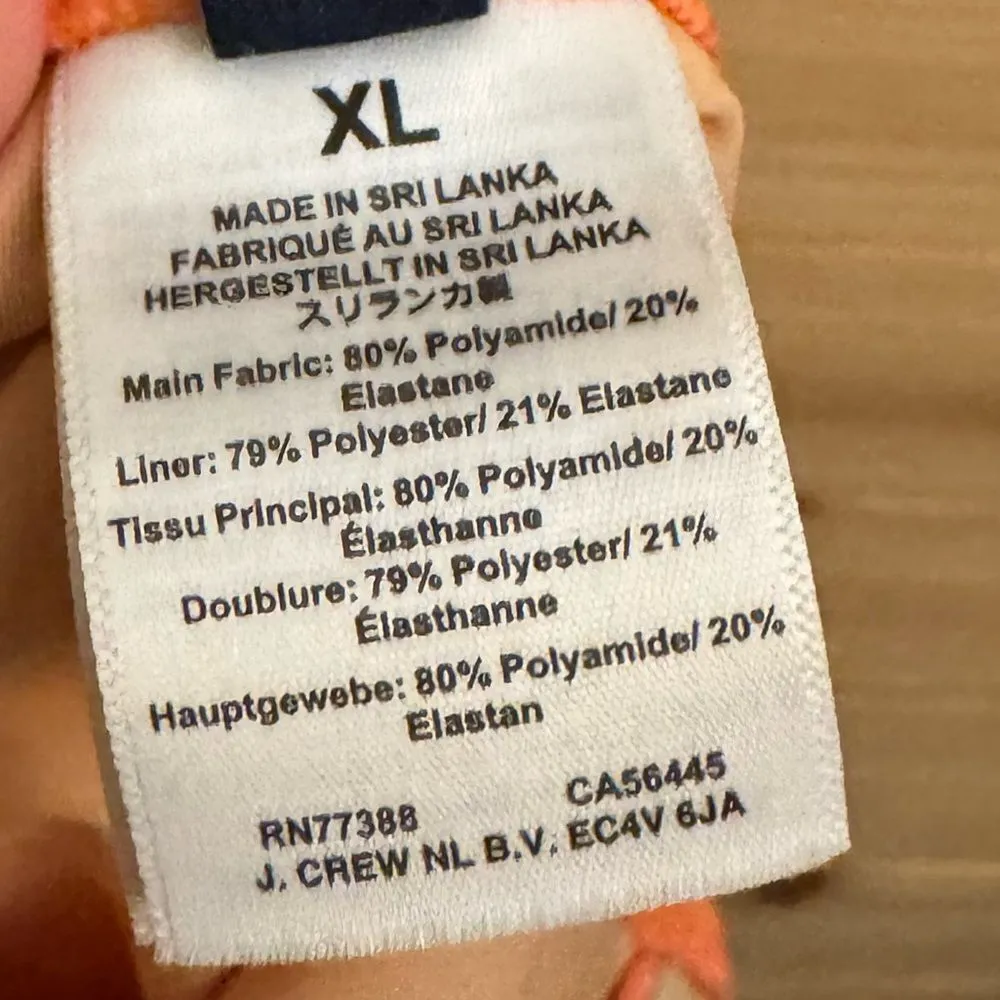 XL
MADE IN SRI LANKA
FABRIQUÉ AU SRI LANKA
HERGESTELLT IN SRI LANKA
スリランカ製
Main Fabric: 80% Polyamide/ 20%
Elastane
Liner: 79% Polyester/ 21% Elastane
Tissu Principal: 80% Polyamide/ 20%
Élasthanne
Doublure: 79% Polyester/ 21%
Élasthanne
Hauptgewebe: 80% Polyamide/ 20%
Elastan
RN77388 CA56445
J. CREW NL B.V. EC4V 6JA